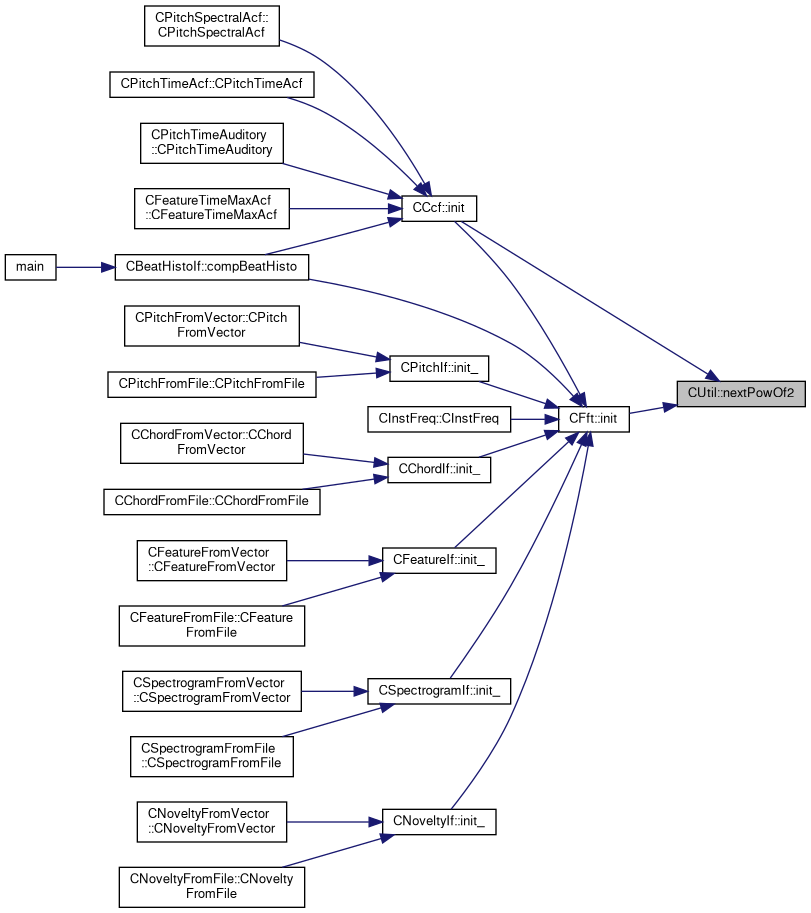 CPitchSpectralAcf::
CPitchSpectralAcf
CPitchTimeAcf::CPitchTimeAcf
CPitchTimeAuditory
::CPitchTimeAuditory
CFeatureTimeMaxAcf
::CFeatureTimeMaxAcf
CCcf::init
main
CBeatHistoIf::compBeatHisto
CPitchFromVector::CPitch
FromVector
CPitchIf::init_
CPitchFromFile::CPitchFromFile
CUtil::nextPowOf2
CInstFreq::CInstFreq
CFft::init
CChordFromVector::CChord
FromVector
CChordIf::init_
CChordFromFile::CChordFromFile
CFeatureFromVector
::CFeatureFromVector
CFeatureIf::init_
CFeatureFromFile::CFeature
FromFile
CSpectrogramFromVector
::CSpectrogramFromVector
CSpectrogramIf::init_
CSpectrogramFromFile
::CSpectrogramFromFile
CNoveltyFromVector
::CNoveltyFromVector
CNoveltyIf::init_
CNoveltyFromFile::CNovelty
FromFile